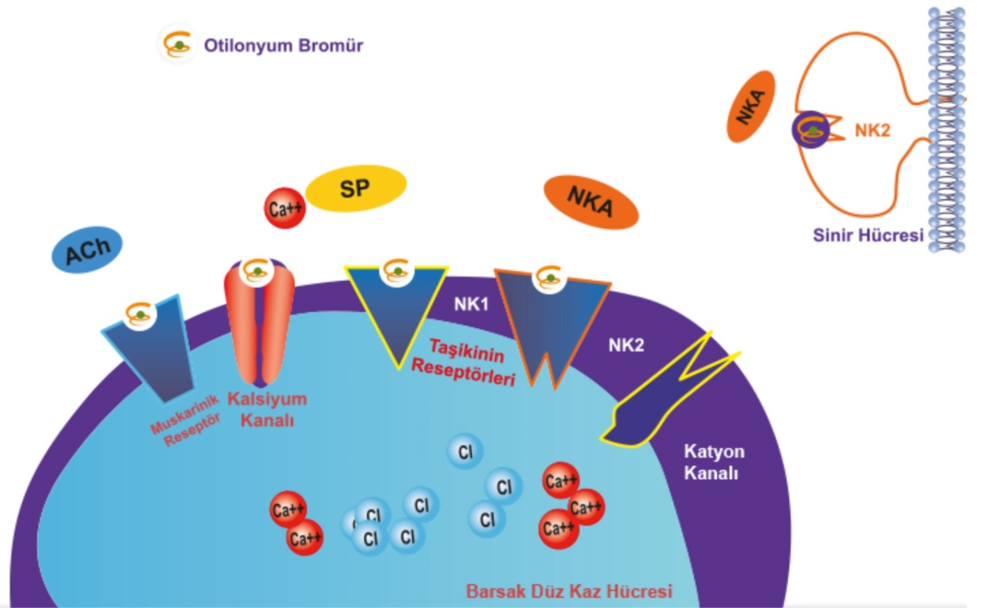 Otilonyum Bromür
NKA
NK2
Sinir Hücresi
SP
Ca++
NKA
ACh
NK1
NK2
Taşikinin
Reseptörleri
Muskarinik
Reseptör
Kalsiyum
Kanalı
Katyon
Kanalı
Cl
Cl
Cl
Cl
Cl
Cl
Cl
Ca++
Ca++
Ca++
Ca++
Ca++
Barsak Düz Kaz Hücresi